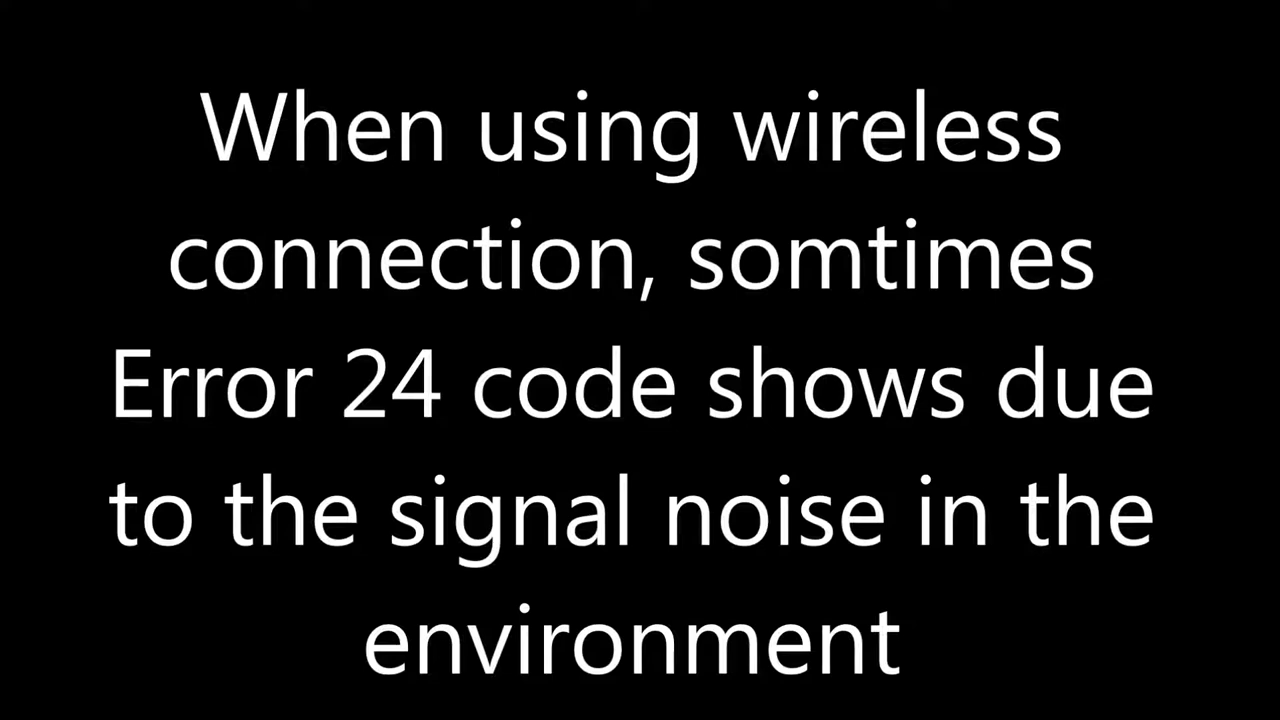 When using wireless
connection, somtimes
Error 24 code shows due
to the signal noise in the
environment